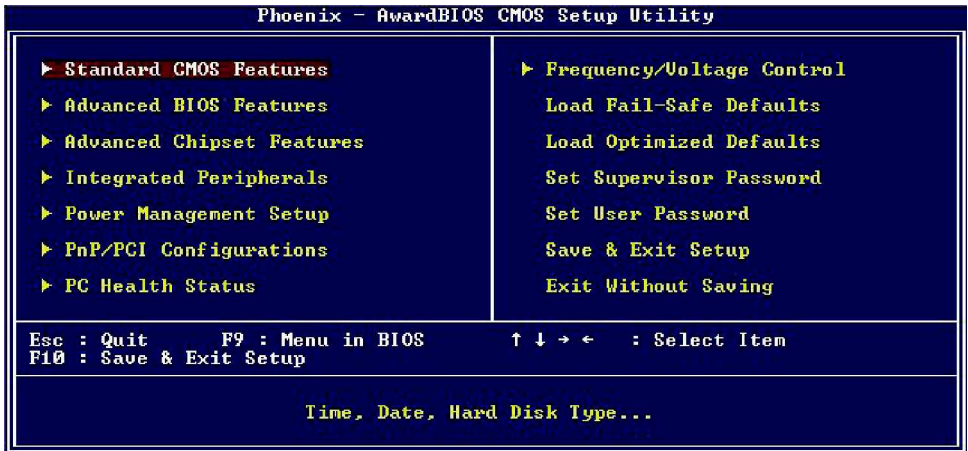 Phoenix - AwardBIOS CMOS Setup Utility
▶ Standard CMOS Features
▶ Advanced BIOS Features
▶ Advanced Chipset Features
▶ Integrated Peripherals
▶ Power Management Setup
▶ PnP/PCI Configurations
▶ PC Health Status
▶ Frequency/Voltage Control
Load Fail-Safe Defaults
Load Optimized Defaults
Set Supervisor Password
Set User Password
Save & Exit Setup
Exit Without Saving
Esc : Quit F9 : Menu in BIOS ↑ ↓ → ← : Select Item
F10 : Save & Exit Setup
Time, Date, Hard Disk Type...